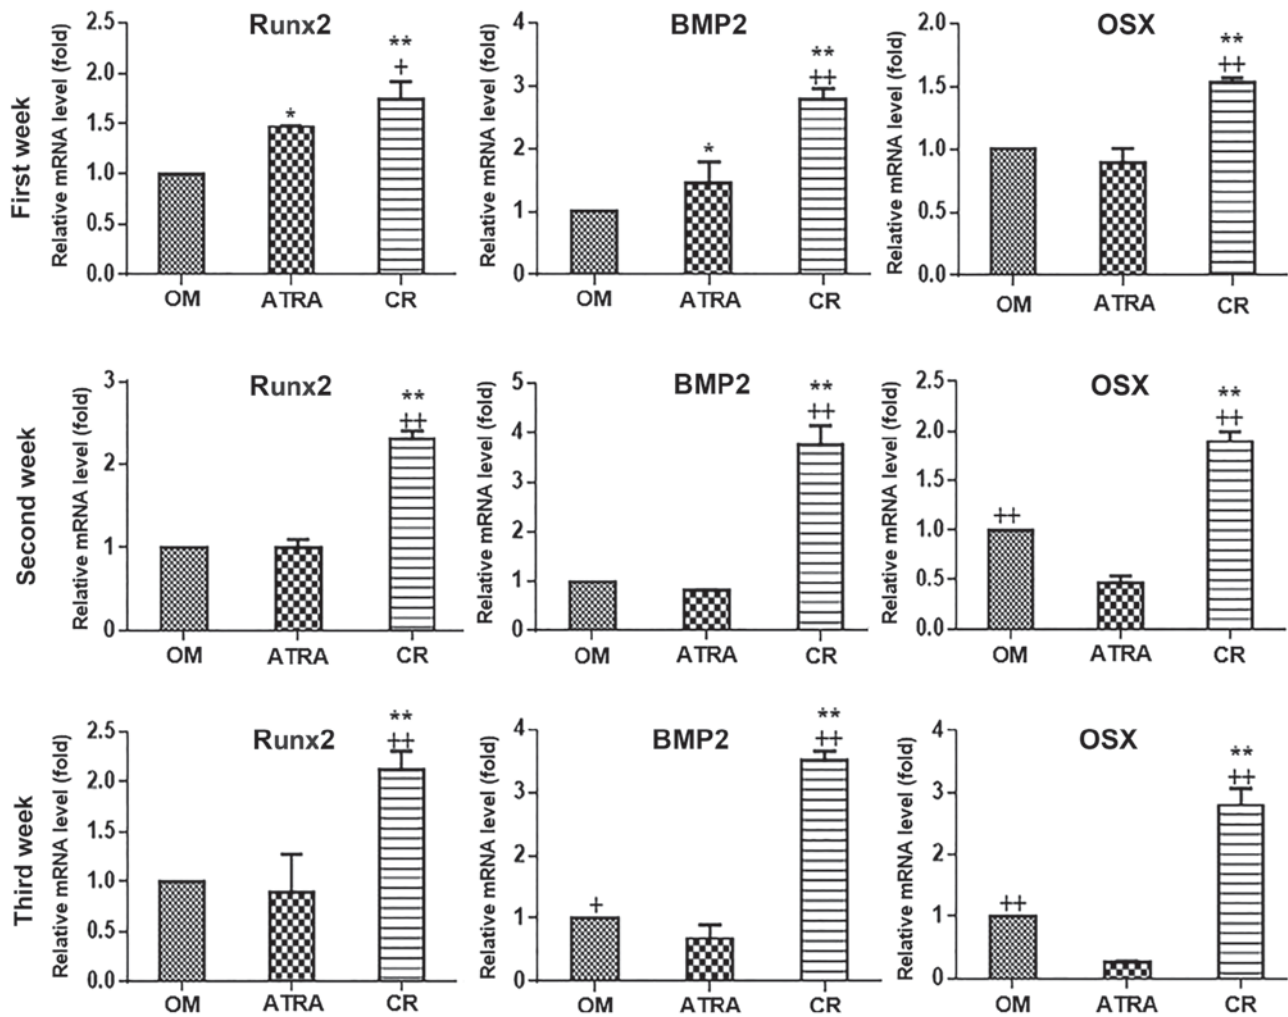 First week
Runx2
Relative mRNA level (fold)
2.5
2.0
1.5
1.0
0.5
0.0
**
+
*
OM ATRA CR
BMP2
Relative mRNA level (fold)
4
3
2
1
0
**
++
*
OM ATRA CR
OSX
Relative mRNA level (fold)
2.0
1.5
1.0
0.5
0.0
**
++
OM ATRA CR
Second week
Runx2
Relative mRNA level (fold)
3
2
1
0
**
++
OM ATRA CR
BMP2
Relative mRNA level (fold)
5
4
3
2
1
0
**
++
OM ATRA CR
OSX
Relative mRNA level (fold)
2.5
2.0
1.5
1.0
0.5
0.0
**
++
++
OM ATRA CR
Third week
Runx2
Relative mRNA level (fold)
2.5
2.0
1.5
1.0
0.5
0.0
**
++
OM ATRA CR
BMP2
Relative mRNA level (fold)
4
3
2
1
0
**
++
+
OM ATRA CR
OSX
Relative mRNA level (fold)
4
3
2
1
0
**
++
++
OM ATRA CR